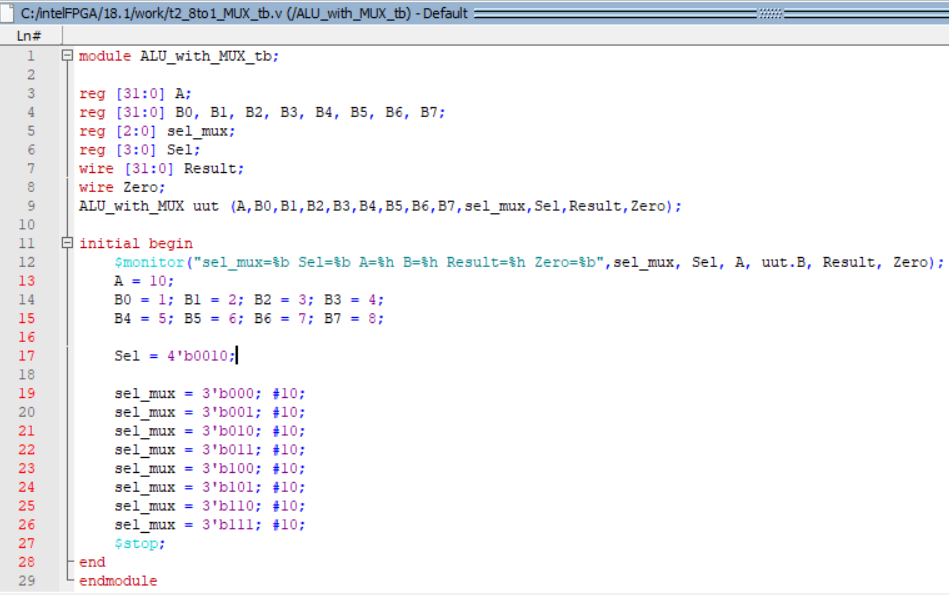 C:/intelFPGA/18.1/work/t2_8to1_MUX_tb.v (/ALU_with_MUX_tb) - Default
Ln#
1 module ALU_with_MUX_tb;
2
3 reg [31:0] A;
4 reg [31:0] B0, B1, B2, B3, B4, B5, B6, B7;
5 reg [2:0] sel_mux;
6 reg [3:0] Sel;
7 wire [31:0] Result;
8 wire Zero;
9 ALU_with_MUX uut (A,B0,B1,B2,B3,B4,B5,B6,B7,sel_mux,Sel,Result,Zero);
10
11 initial begin
12 $monitor("sel_mux=%b Sel=%b A=%h B=%h Result=%h Zero=%b",sel_mux, Sel, A, uut.B, Result, Zero);
13 A = 10;
14 B0 = 1; B1 = 2; B2 = 3; B3 = 4;
15 B4 = 5; B5 = 6; B6 = 7; B7 = 8;
16
17 Sel = 4'b0010;
18
19 sel_mux = 3'b000; #10;
20 sel_mux = 3'b001; #10;
21 sel_mux = 3'b010; #10;
22 sel_mux = 3'b011; #10;
23 sel_mux = 3'b100; #10;
24 sel_mux = 3'b101; #10;
25 sel_mux = 3'b110; #10;
26 sel_mux = 3'b111; #10;
27 $stop;
28 end
29 endmodule